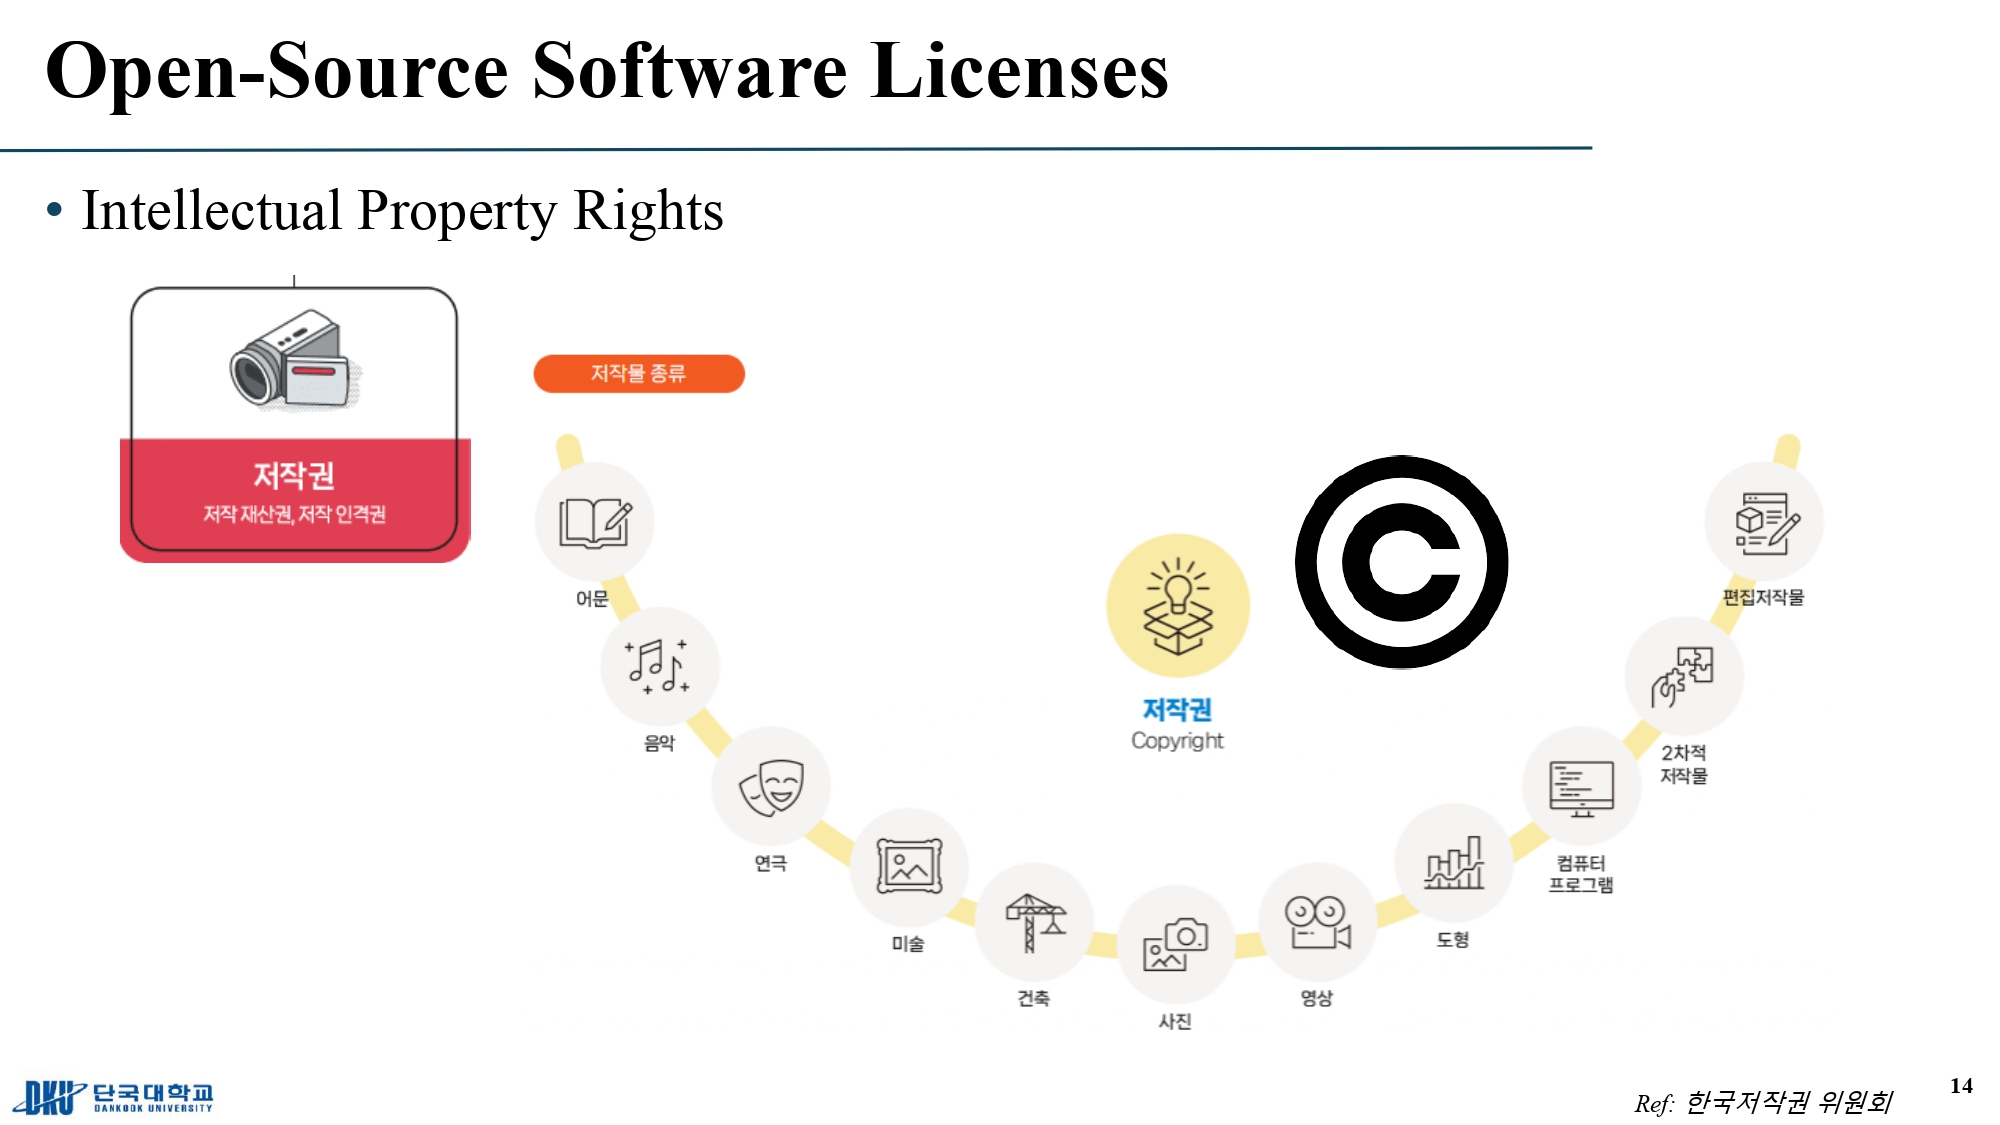 Open-Source Software Licenses
• Intellectual Property Rights
저작권
저작 재산권, 저작 인격권
저작물 종류
어문
음악
연극
미술
건축
사진
영상
도형
컴퓨터
프로그램
2차적
저작물
편집저작물
저작권
Copyright
DKU 단국대학교
DANKOOK UNIVERSITY
Ref: 한국저작권 위원회
14